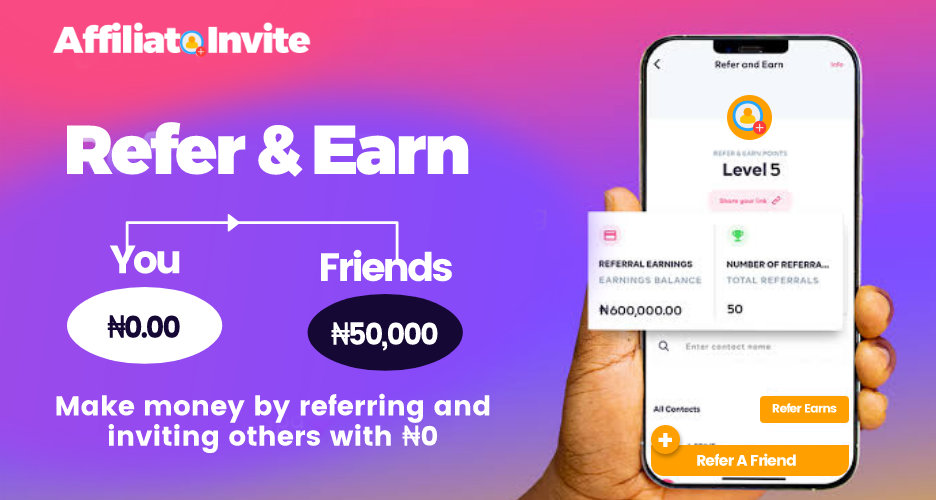 Affiliate Invite
Refer & Earn
You
Friends
₦0.00
₦50,000
Make money by referring and
inviting others with ₦0
Refer and Earn
Info
REFER & EARN POINTS
Level 5
Share your link
REFERRAL EARNINGS
EARNINGS BALANCE
₦600,000.00
NUMBER OF REFERRA...
TOTAL REFERRALS
50
Enter contact name
All Contacts
Refer Earns
Refer A Friend